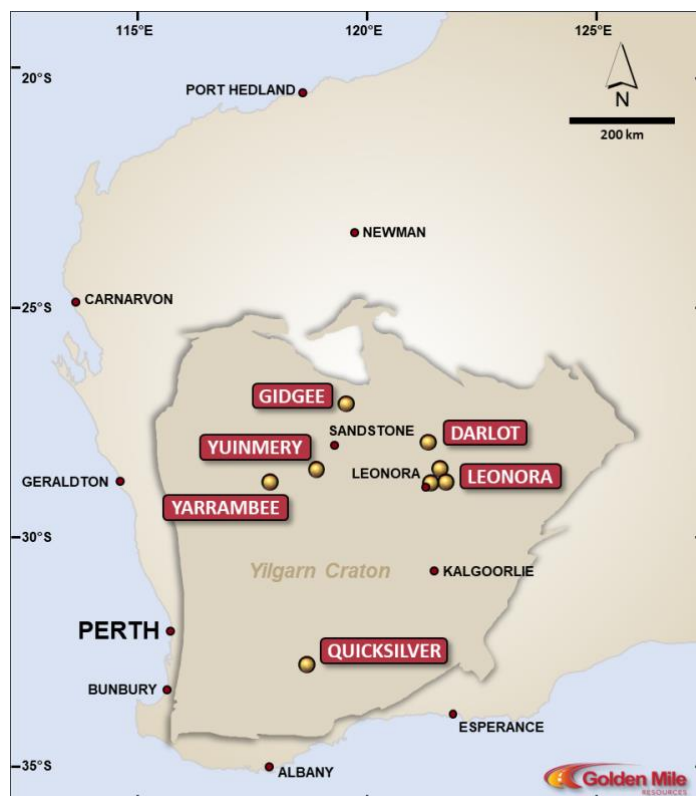 115°E
120°E
125°E
20°S
PORT HEDLAND
N
200 km
NEWMAN
CARNARVON
25°S
GIDGEE
SANDSTONE
DARLOT
YUINMERY
LEONORA
LEONORA
GERALDTON
YARRAMBEE
30°S
Yilgarn Craton
KALGOORLIE
PERTH
QUICKSILVER
BUNBURY
ESPERANCE
35°S
ALBANY
Golden Mile
RESOURCES